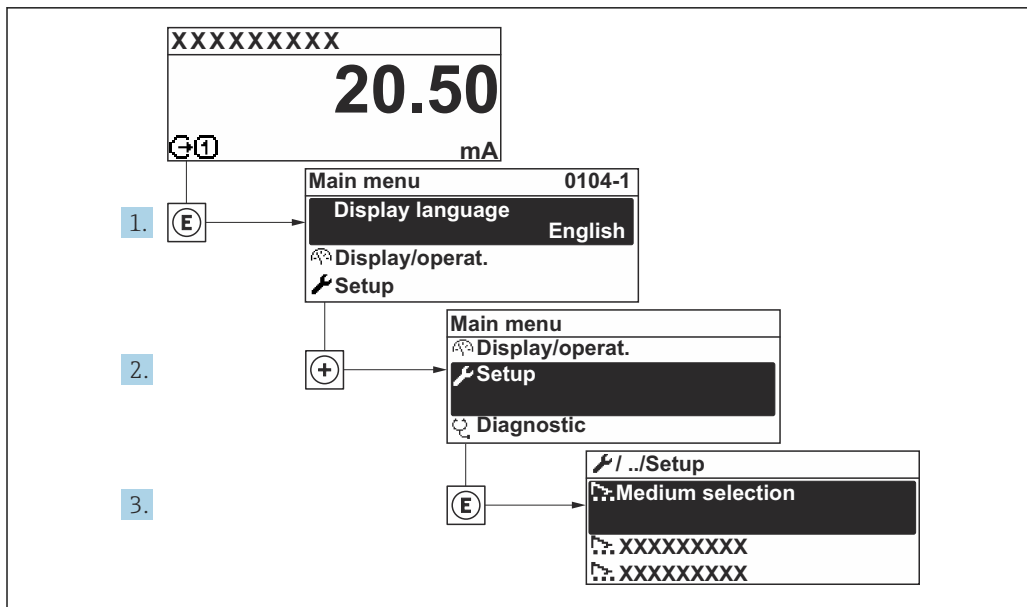 XXXXXXXXX
20.50
1
mA
1.
E
Main menu 0104-1
Display language
English
Display/operat.
Setup
2.
+
Main menu
Display/operat.
Setup
Diagnostic
3.
E
/ ../Setup
Medium selection
XXXXXXXXX
XXXXXXXXX